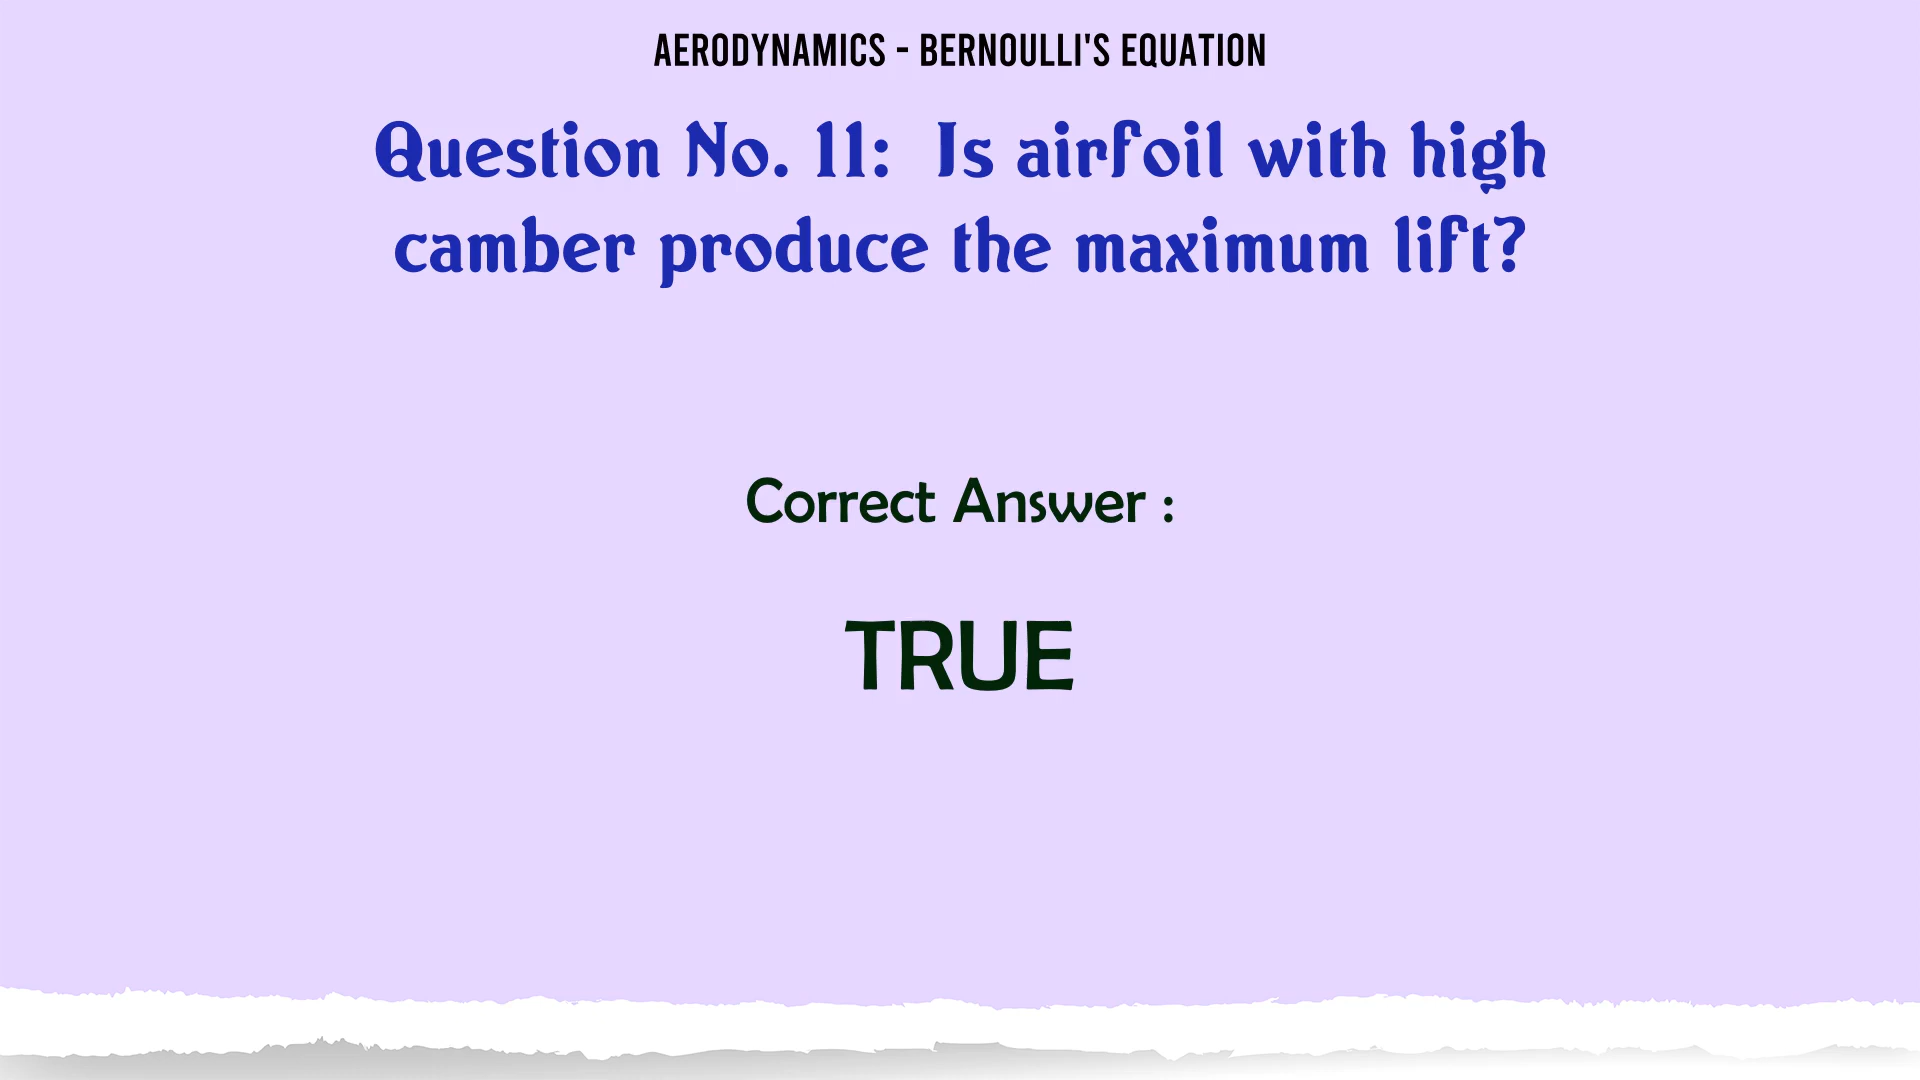 AERODYNAMICS - BERNOULLI'S EQUATION
Question No. 11: Is airfoil with high
camber produce the maximum lift?
Correct Answer :
TRUE